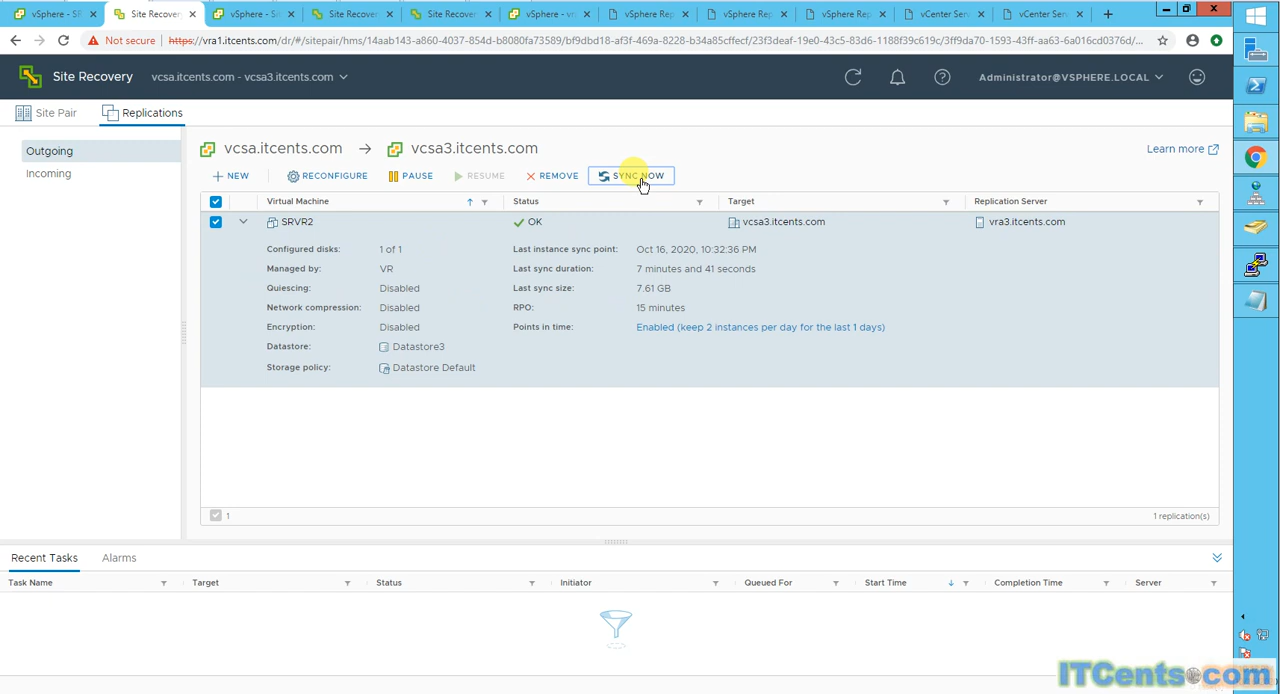 vSphere - SR
Site Recover
vSphere - S
Site Recover
Site Recover
vSphere - vr
vSphere Rep
vSphere Rep
vSphere Rep
vCenter Serv
vCenter Serv
Not secure https://vra1.itcents.com/dr/#/sitepair/hms/14aab143-a860-4037-854d-b8080fa73589/bf9dbd18-af3f-469a-8228-b34a85cffecf/23f3deaf-19e0-43c5-83d6-1188f39c619c/3ff9da70-1593-43ff-aa63-6a016cd0376d/...
Site Recovery vcsa.itcents.com - vcsa3.itcents.com Administrator@VSPHERE.LOCAL
Site Pair Replications
Outgoing
Incoming
vcsa.itcents.com → vcsa3.itcents.com Learn more
NEW RECONFIGURE PAUSE RESUME REMOVE SYNC NOW
Virtual Machine Status Target Replication Server
SRVR2 OK vcsa3.itcents.com vra3.itcents.com
Configured disks: 1 of 1 Last instance sync point: Oct 16, 2020, 10:32:36 PM
Managed by: VR Last sync duration: 7 minutes and 41 seconds
Quiescing: Disabled Last sync size: 7.61 GB
Network compression: Disabled RPO: 15 minutes
Encryption: Disabled Points in time: Enabled (keep 2 instances per day for the last 1 days)
Datastore: Datastore3
Storage policy: Datastore Default
1 1 replication(s)
Recent Tasks Alarms
Task Name Target Status Initiator Queued For Start Time Completion Time Server
ITCents.com